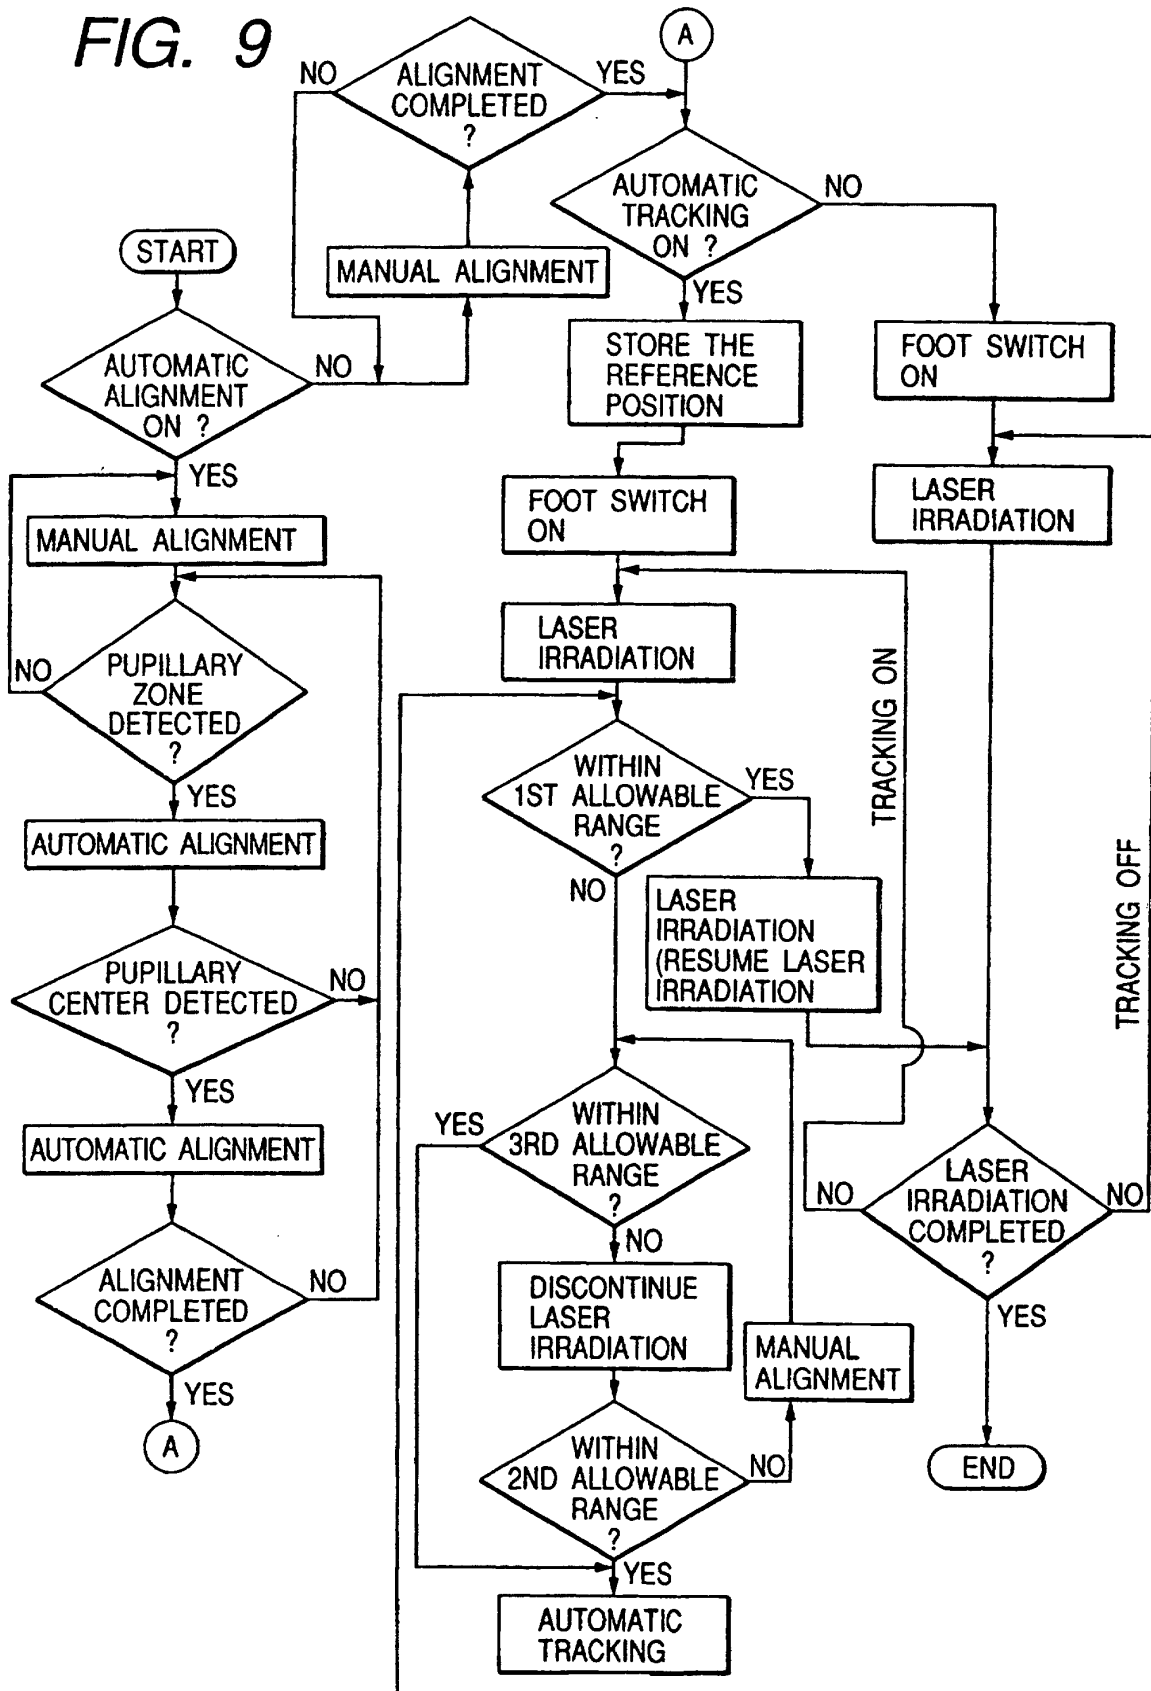 FIG. 9
START
AUTOMATIC
ALIGNMENT
ON ?
NO
YES
MANUAL ALIGNMENT
PUPILLARY
ZONE
DETECTED
?
NO
YES
AUTOMATIC ALIGNMENT
PUPILLARY
CENTER DETECTED
?
NO
YES
AUTOMATIC ALIGNMENT
ALIGNMENT
COMPLETED
?
NO
YES
A
MANUAL ALIGNMENT
ALIGNMENT
COMPLETED
?
NO
YES
A
AUTOMATIC
TRACKING
ON ?
NO
YES
STORE THE
REFERENCE
POSITION
FOOT SWITCH
ON
LASER
IRRADIATION
WITHIN
1ST ALLOWABLE
RANGE
?
YES
NO
LASER
IRRADIATION
(RESUME LASER
IRRADIATION
WITHIN
3RD ALLOWABLE
RANGE
?
YES
NO
DISCONTINUE
LASER
IRRADIATION
WITHIN
2ND ALLOWABLE
RANGE
?
NO
MANUAL
ALIGNMENT
YES
AUTOMATIC
TRACKING
FOOT SWITCH
ON
LASER
IRRADIATION
TRACKING ON
TRACKING OFF
LASER
IRRADIATION
COMPLETED
?
NO
NO
YES
END